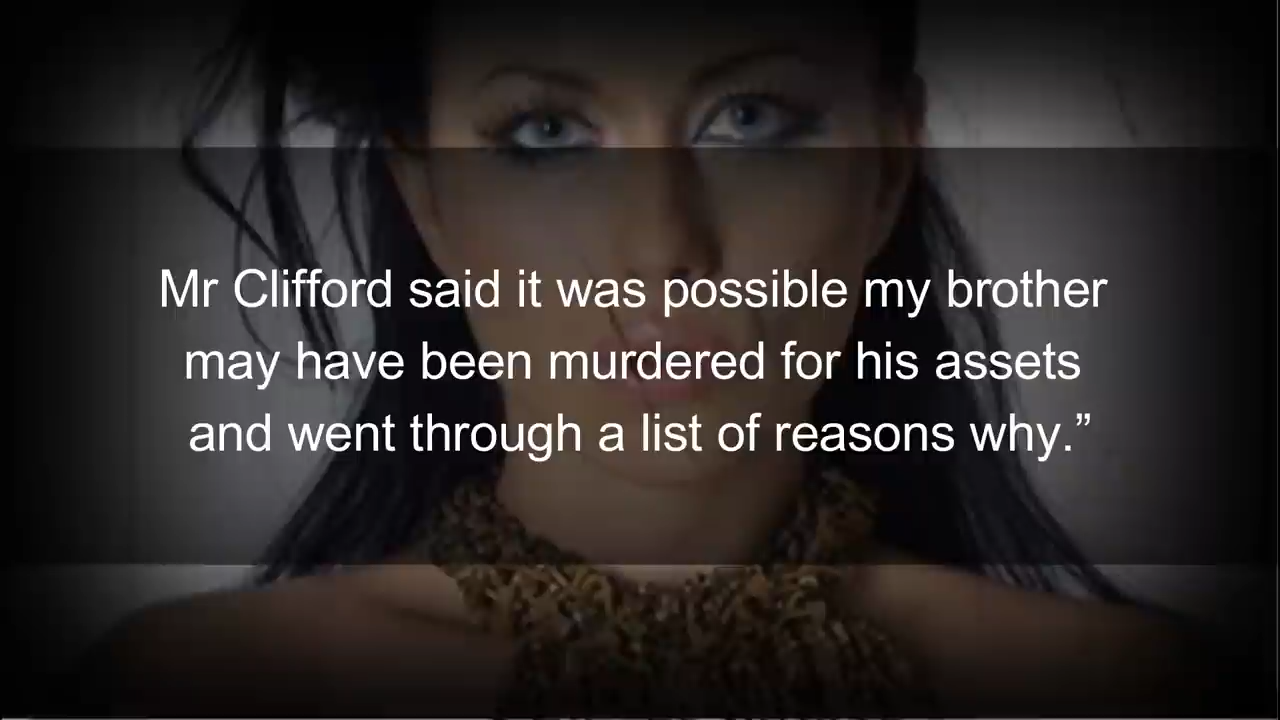 Mr Clifford said it was possible my brother
may have been murdered for his assets
and went through a list of reasons why.”